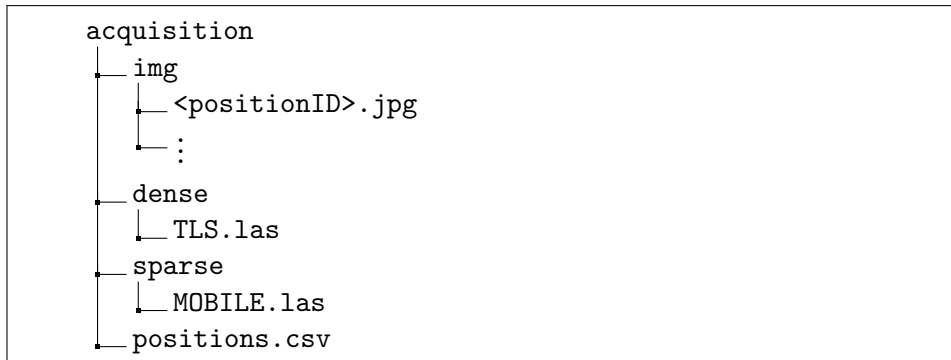 acquisition
img
<positionID>.jpg
⋮
dense
TLS.las
sparse
MOBILE.las
positions.csv